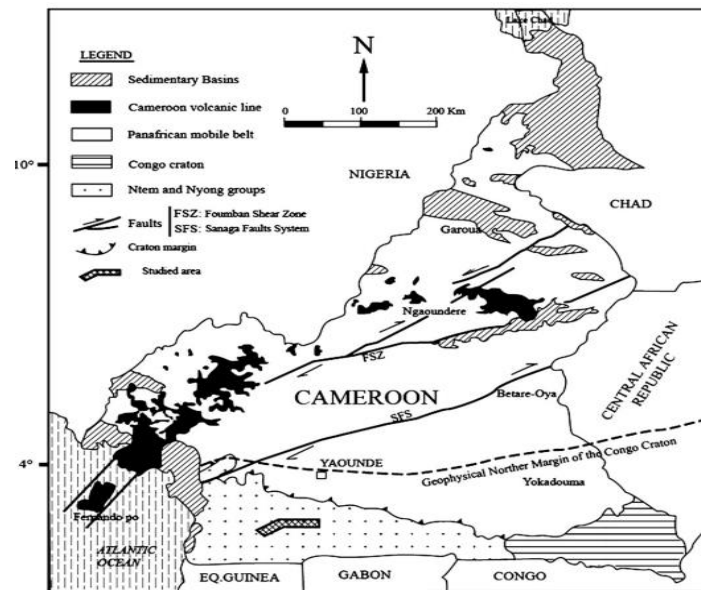 Lake Chad
LEGEND
Sedimentary Basins
Cameroon volcanic line
Panafrican mobile belt
Congo craton
Ntem and Nyong groups
Faults
FSZ: Foumban Shear Zone
SFS: Sanaga Faults System
Craton margin
Studied area
N
0 100 200 Km
10°
NIGERIA
CHAD
Garoua
Ngaoundere
FSZ
CAMEROON
CENTRAL AFRICAN
REPUBLIC
Betare-Oya
SFS
4°
YAOUNDE
Geophysical Norther Margin of the Congo Craton
Yokadouma
Fernando po
ATLANTIC
OCEAN
EQ.GUINEA
GABON
CONGO